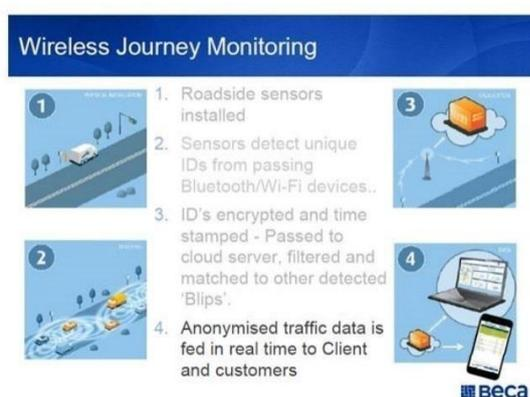 Wireless Journey Monitoring
1
1. Roadside sensors
installed
2. Sensors detect unique
IDs from passing
Bluetooth/Wi-Fi devices..
3. ID's encrypted and time
stamped - Passed to
cloud server, filtered and
matched to other detected
'Blips'.
4. Anonymised traffic data is
fed in real time to Client
and customers
2
3
4
Beca